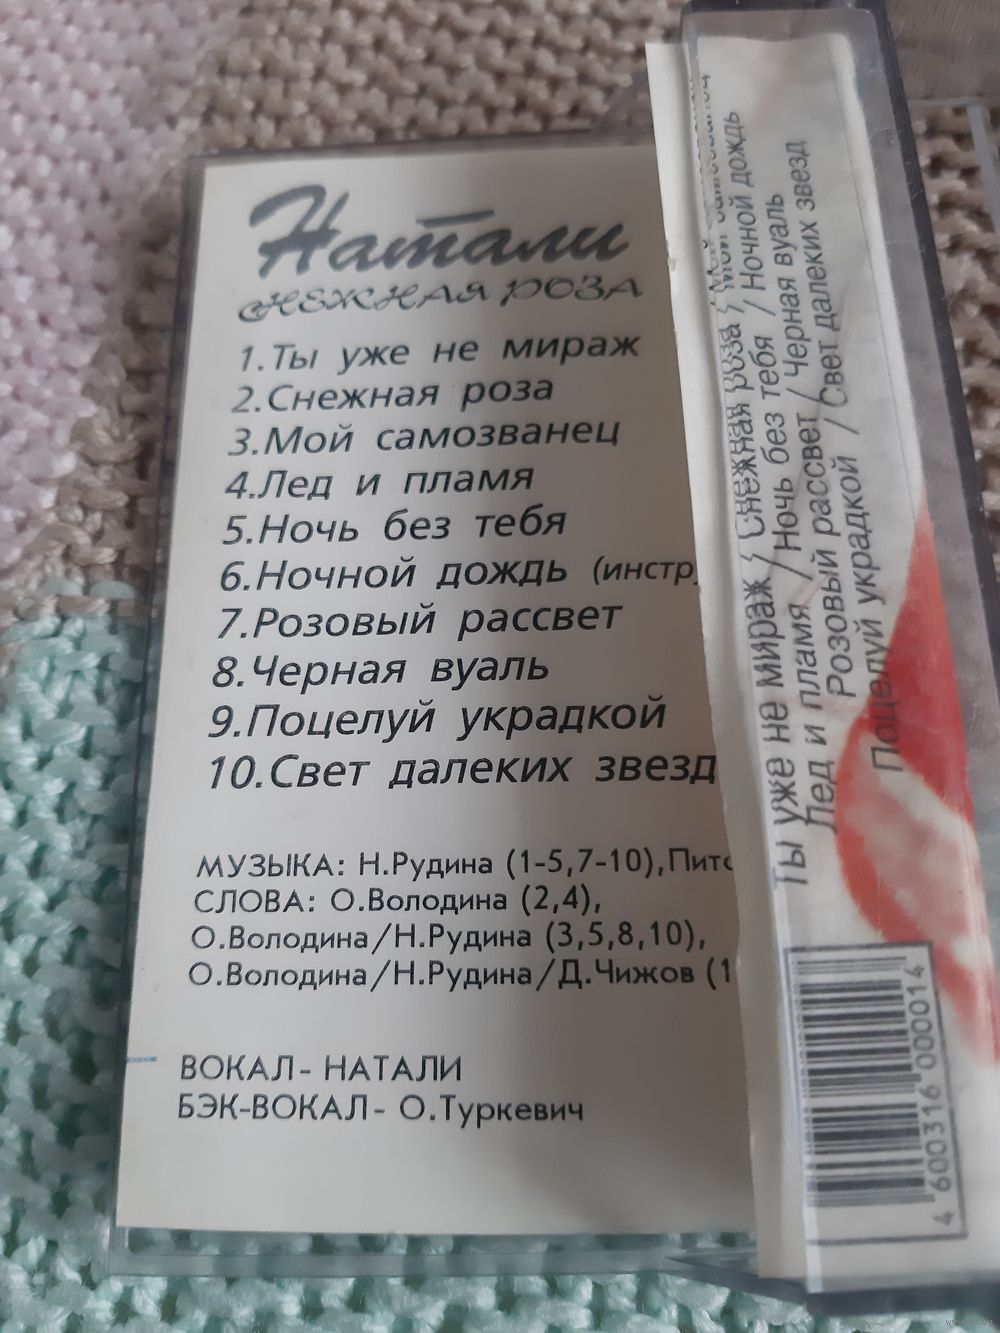 Натали
СНЕЖНАЯ РОЗА
1.Ты уже не мираж
2.Снежная роза
3.Мой самозванец
4.Лед и пламя
5.Ночь без тебя
6.Ночной дождь (инстр
7.Розовый рассвет
8.Черная вуаль
9.Поцелуй украдкой
10.Свет далеких звезд
МУЗЫКА: Н.Рудина (1-5,7-10),
СЛОВА: О.Володина (2,4),
О.Володина/Н.Рудина (3,5,8,10),
О.Володина/Н.Рудина/Д.Чижов (1
ВОКАЛ- НАТАЛИ
БЭК-ВОКАЛ- О.Туркевич
Ты уже не мираж / Снежная роза / Мой самозванец
Лед и пламя / Ночь без тебя / Ночной дождь
Розовый рассвет / Черная вуаль
Поцелуй украдкой / Свет далеких звезд
4 600316 000014